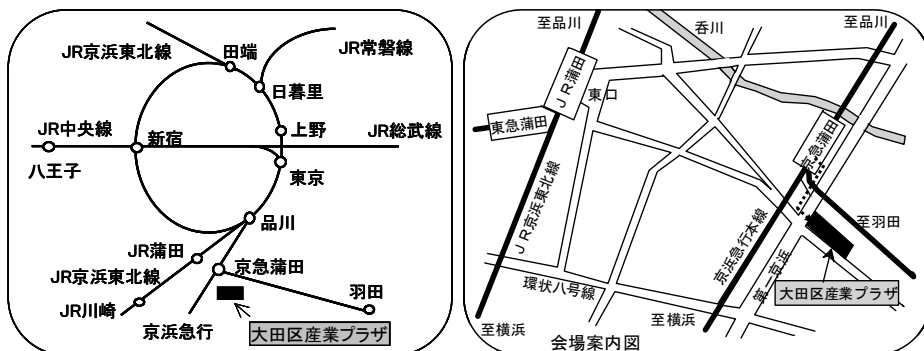 JR京浜東北線
田端
JR常磐線
日暮里
JR中央線
新宿
上野
JR総武線
八王子
東京
品川
JR蒲田
JR京浜東北線
京急蒲田
JR川崎
羽田
京浜急行
大田区産業プラザ
至品川
呑川
至品川
JR蒲田
東口
東急蒲田
京急蒲田
JR京浜東北線
至羽田
京浜急行本線
第一京浜
環状八号線
大田区産業プラザ
至横浜
至横浜
会場案内図